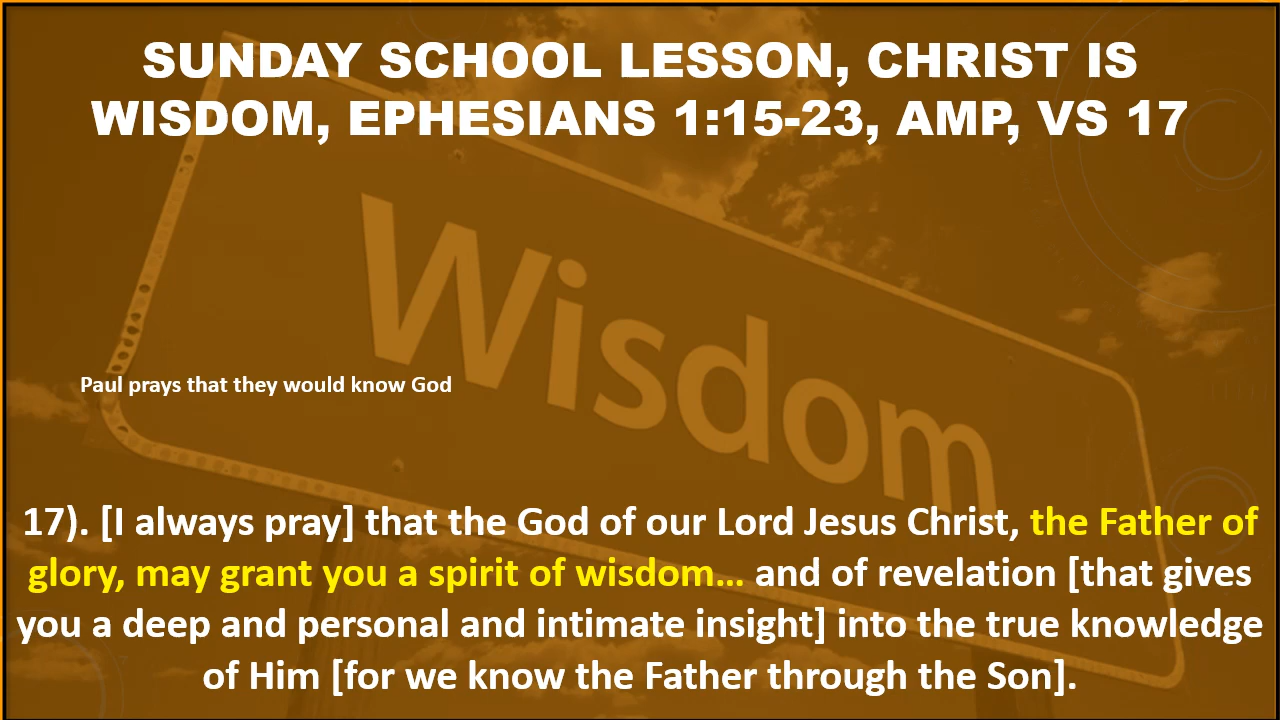 SUNDAY SCHOOL LESSON, CHRIST IS
WISDOM, EPHESIANS 1:15-23, AMP, VS 17
Wisdom
Paul prays that they would know God
17). [I always pray] that the God of our Lord Jesus Christ, the Father of
glory, may grant you a spirit of wisdom… and of revelation [that gives
you a deep and personal and intimate insight] into the true knowledge
of Him [for we know the Father through the Son].